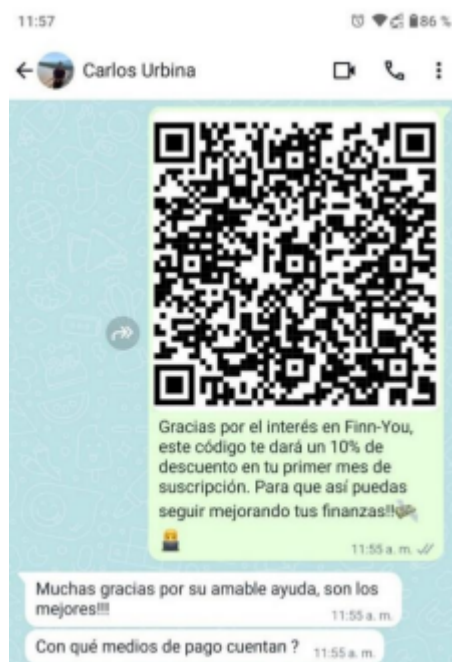 11:57
86 %
Carlos Urbina
Gracias por el interés en Finn-You,
este código te dará un 10% de
descuento en tu primer mes de
suscripción. Para que así puedas
seguir mejorando tus finanzas!!💸
👨‍💻
11:55 a. m.
Muchas gracias por su amable ayuda, son los
mejores!!!
11:55 a. m.
Con qué medios de pago cuentan ?
11:55 a. m.